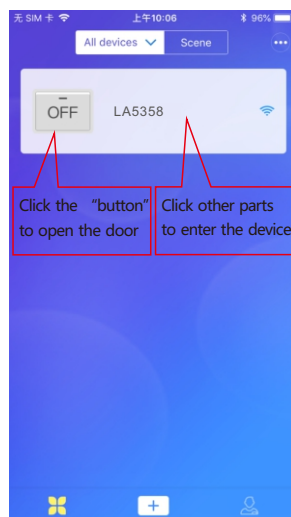 无 SIM 卡 上午10:06 96%
All devices Scene
OFF LA5358
Click the “button”
to open the door
Click other parts
to enter the device